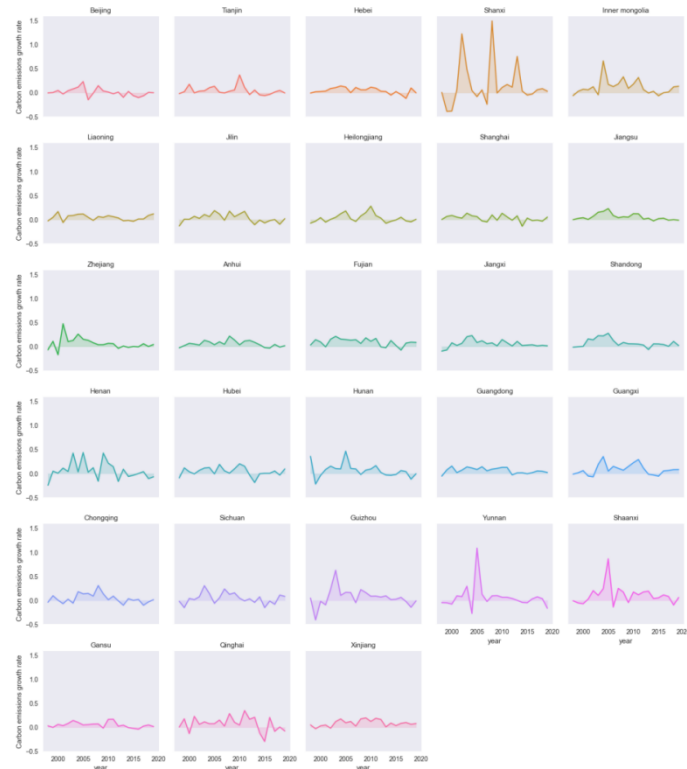 Beijing Tianjin Hebei Shanxi Inner mongolia
Carbon emissions growth rate
1.5
1.0
0.5
0.0
−0.5
Liaoning Jilin Heilongjiang Shanghai Jiangsu
Carbon emissions growth rate
1.5
1.0
0.5
0.0
−0.5
Zhejiang Anhui Fujian Jiangxi Shandong
Carbon emissions growth rate
1.5
1.0
0.5
0.0
−0.5
Henan Hubei Hunan Guangdong Guangxi
Carbon emissions growth rate
1.5
1.0
0.5
0.0
−0.5
Chongqing Sichuan Guizhou Yunnan Shaanxi
Carbon emissions growth rate
1.5
1.0
0.5
0.0
−0.5
2000 2005 2010 2015 2020 2000 2005 2010 2015 2020
year year
Gansu Qinghai Xinjiang
Carbon emissions growth rate
1.5
1.0
0.5
0.0
−0.5
2000 2005 2010 2015 2020 2000 2005 2010 2015 2020 2000 2005 2010 2015 2020
year year year